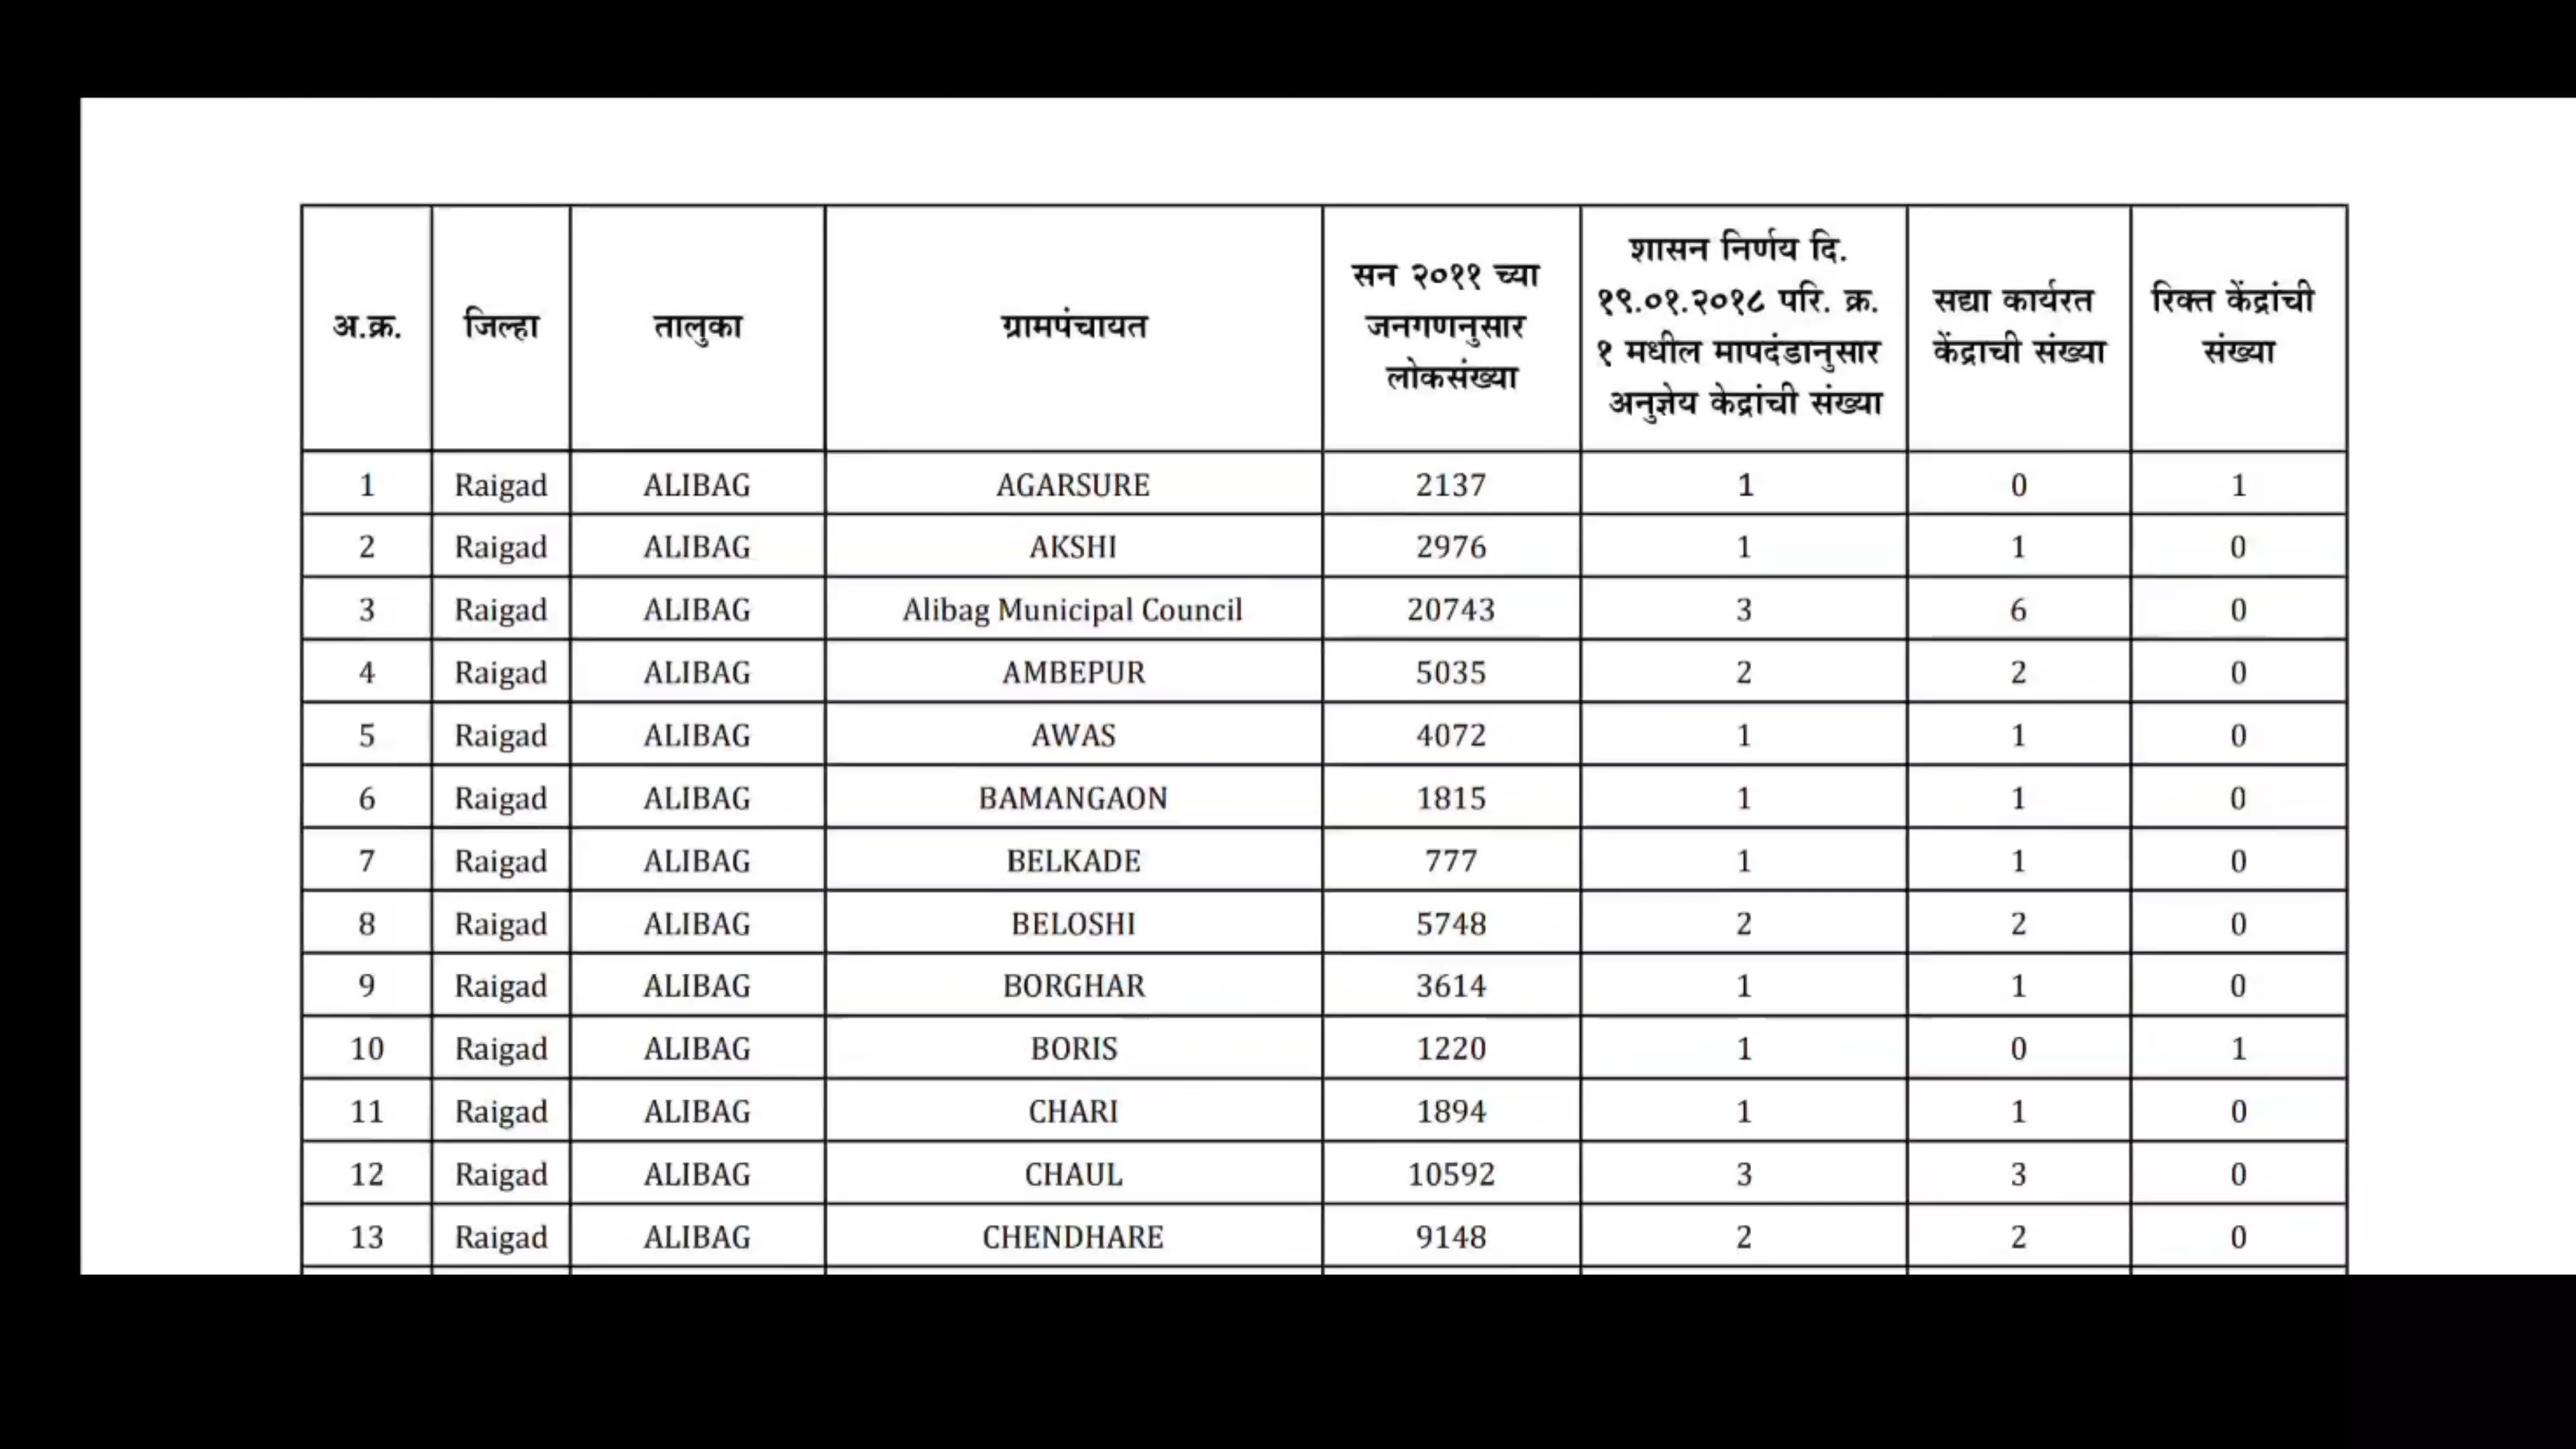 अ.क्र. जिल्हा तालुका ग्रामपंचायत सन २०११ च्या जनगणनुसार लोकसंख्या शासन निर्णय दि. १९.०१.२०१८ परि. क्र. १ मधील मापदंडानुसार अनुज्ञेय केद्रांची संख्या सद्या कार्यरत केंद्राची संख्या रिक्त केंद्रांची संख्या
1 Raigad ALIBAG AGARSURE 2137 1 0 1
2 Raigad ALIBAG AKSHI 2976 1 1 0
3 Raigad ALIBAG Alibag Municipal Council 20743 3 6 0
4 Raigad ALIBAG AMBEPUR 5035 2 2 0
5 Raigad ALIBAG AWAS 4072 1 1 0
6 Raigad ALIBAG BAMANGAON 1815 1 1 0
7 Raigad ALIBAG BELKADE 777 1 1 0
8 Raigad ALIBAG BELOSHI 5748 2 2 0
9 Raigad ALIBAG BORGHAR 3614 1 1 0
10 Raigad ALIBAG BORIS 1220 1 0 1
11 Raigad ALIBAG CHARI 1894 1 1 0
12 Raigad ALIBAG CHAUL 10592 3 3 0
13 Raigad ALIBAG CHENDHARE 9148 2 2 0